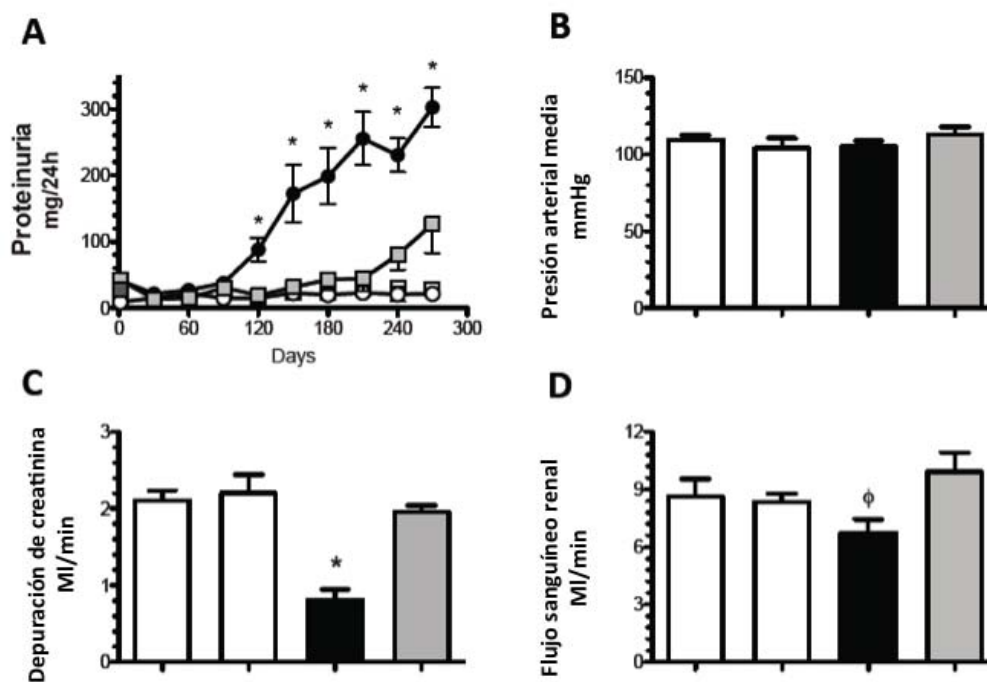 A
Proteinuria
mg/24h
300
200
100
0
* * * * * *
0 60 120 180 240 300
Days
B
Presión arterial media
mmHg
150
100
50
0
C
Depuración de creatinina
Ml/min
3
2
1
0
*
D
Flujo sanguíneo renal
Ml/min
12
9
6
3
0
ϕ